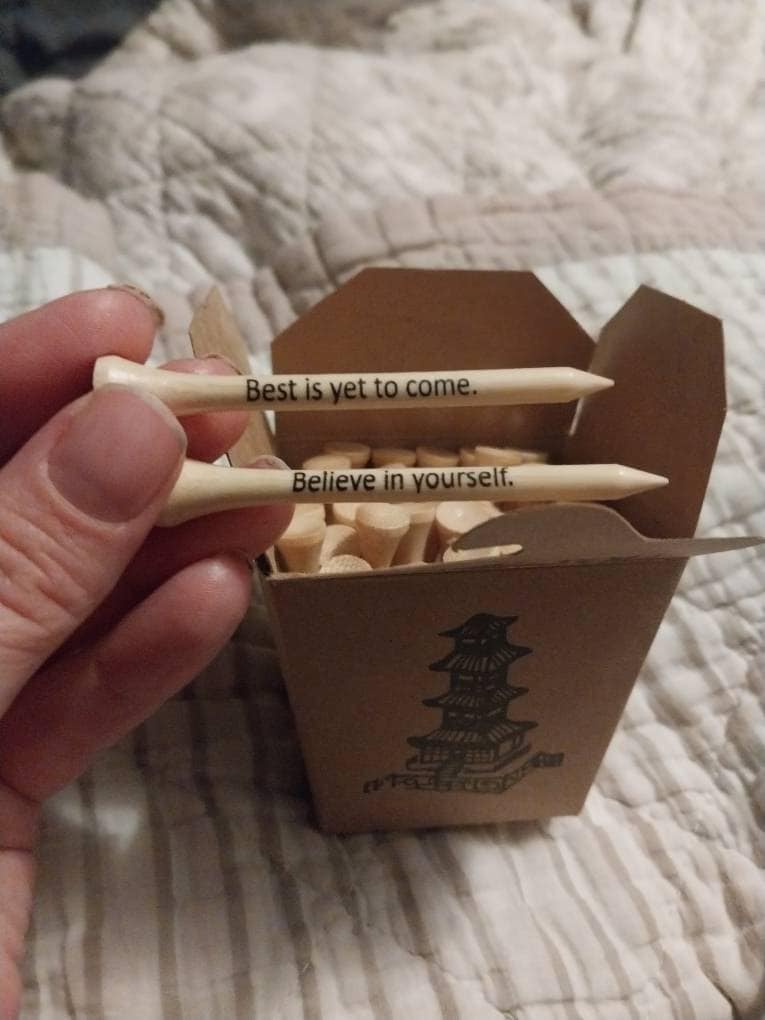 Best is yet to come.
Believe in yourself.